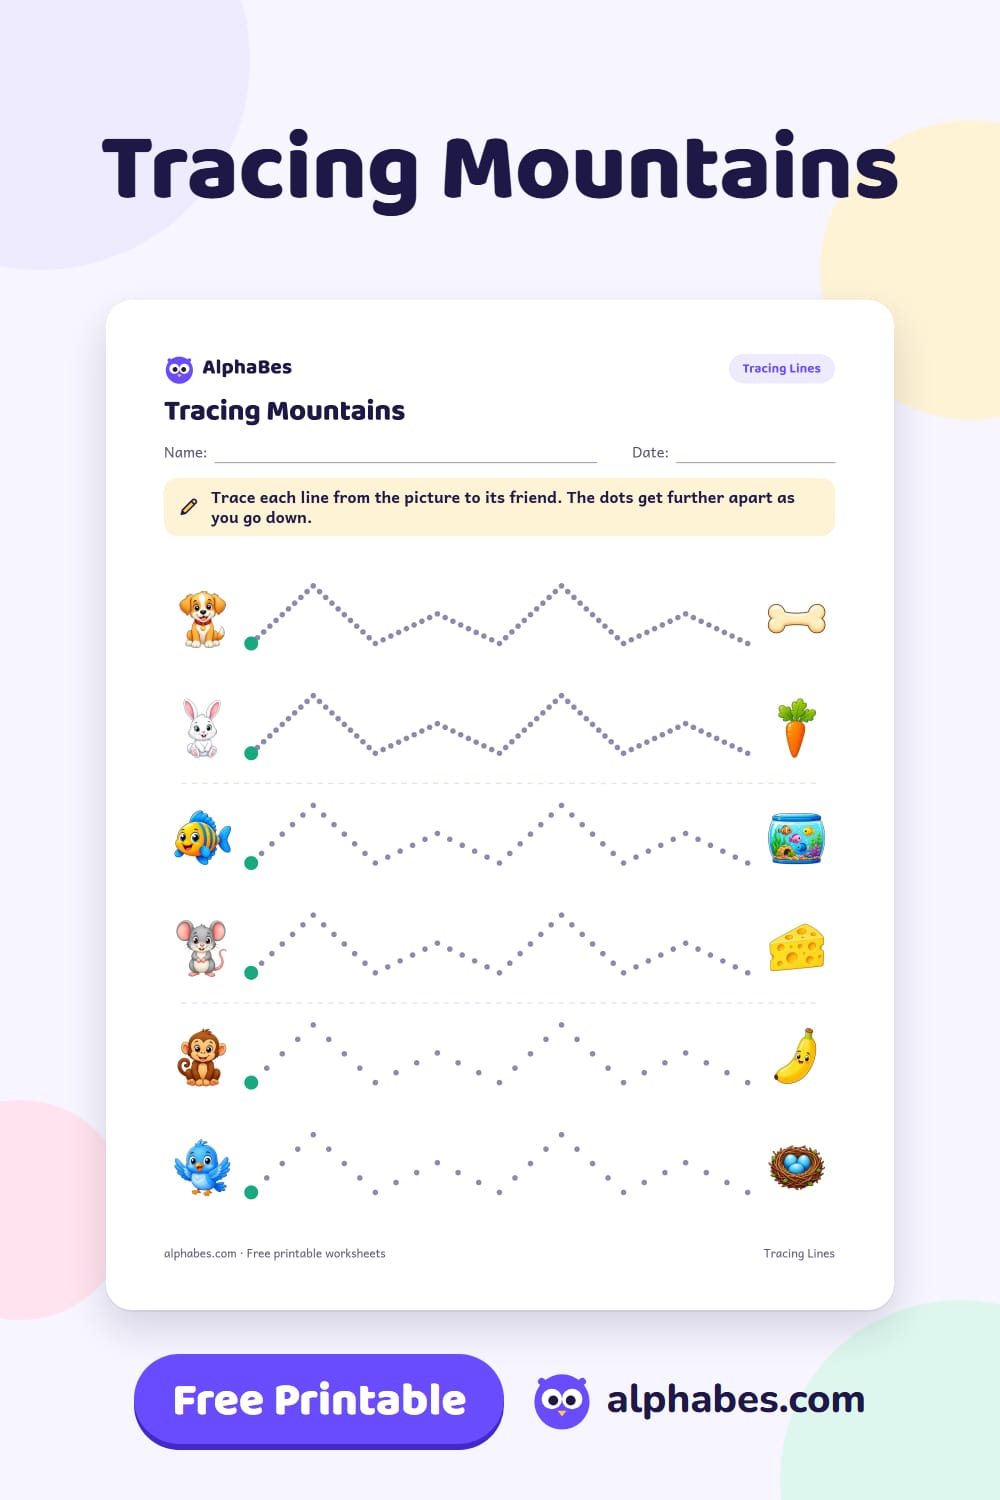 Tracing Mountains
AlphaBes
Tracing Lines
Tracing Mountains
Name:
Date:
Trace each line from the picture to its friend. The dots get further apart as
you go down.
alphabes.com · Free printable worksheets
Tracing Lines
Free Printable
alphabes.com